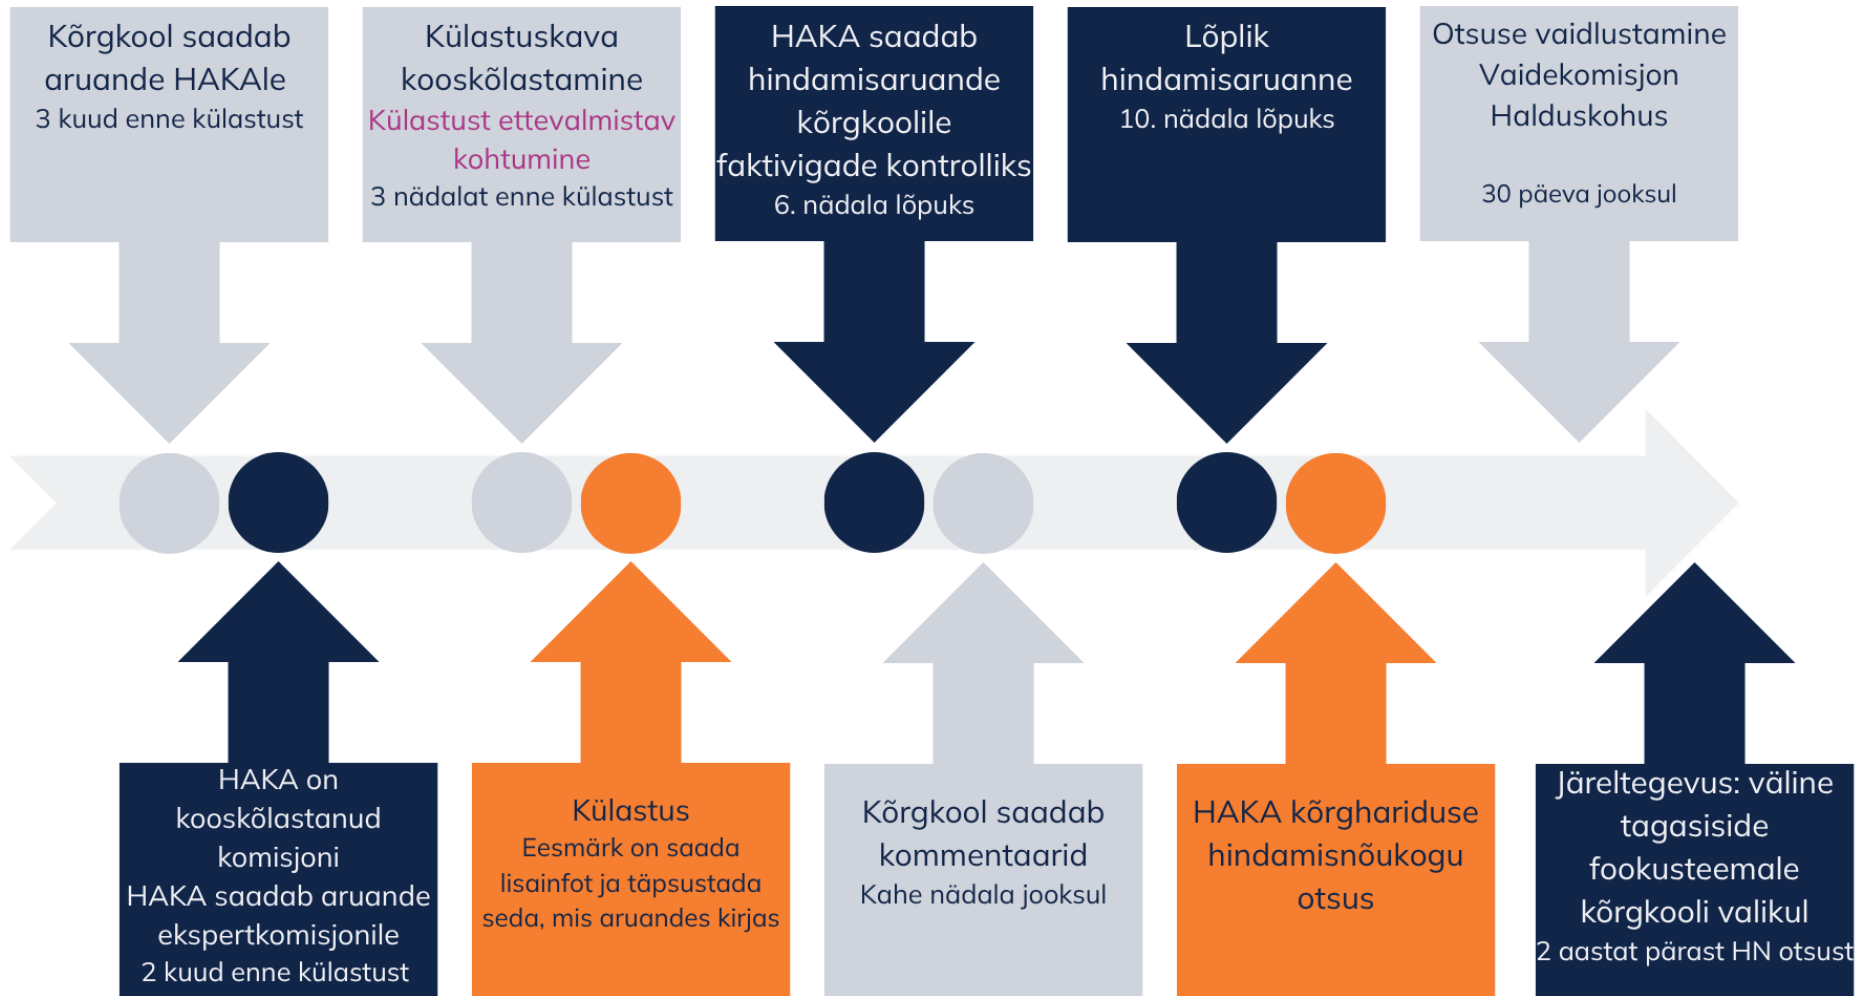 Kõrgkool saadab
aruande HAKAle
3 kuud enne külastust
Külastuskava
kooskõlastamine
Külastust ettevalmistav
kohtumine
3 nädalat enne külastust
HAKA saadab
hindamisaruande
kõrgkoolile
faktivigade kontrolliks
6. nädala lõpuks
Lõplik
hindamisaruanne
10. nädala lõpuks
Otsuse vaidlustamine
Vaidekomisjon
Halduskohus
30 päeva jooksul
HAKA on
kooskõlastanud
komisjoni
HAKA saadab aruande
ekspertkomisjonile
2 kuud enne külastust
Külastus
Eesmärk on saada
lisainfot ja täpsustada
seda, mis aruandes kirjas
Kõrgkool saadab
kommentaarid
Kahe nädala jooksul
HAKA kõrghariduse
hindamisnõukogu
otsus
Järeltegevus: väline
tagasiside
fookusteemale
kõrgkooli valikul
2 aastat pärast HN otsust